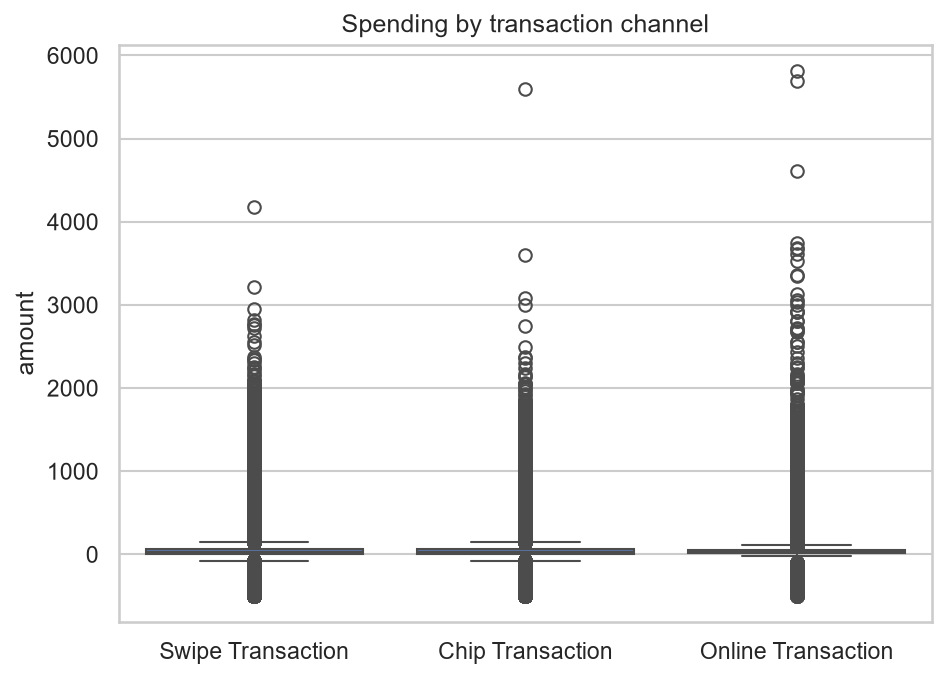 Spending by transaction channel
6000
5000
4000
3000
2000
1000
0
amount
Swipe Transaction
Chip Transaction
Online Transaction